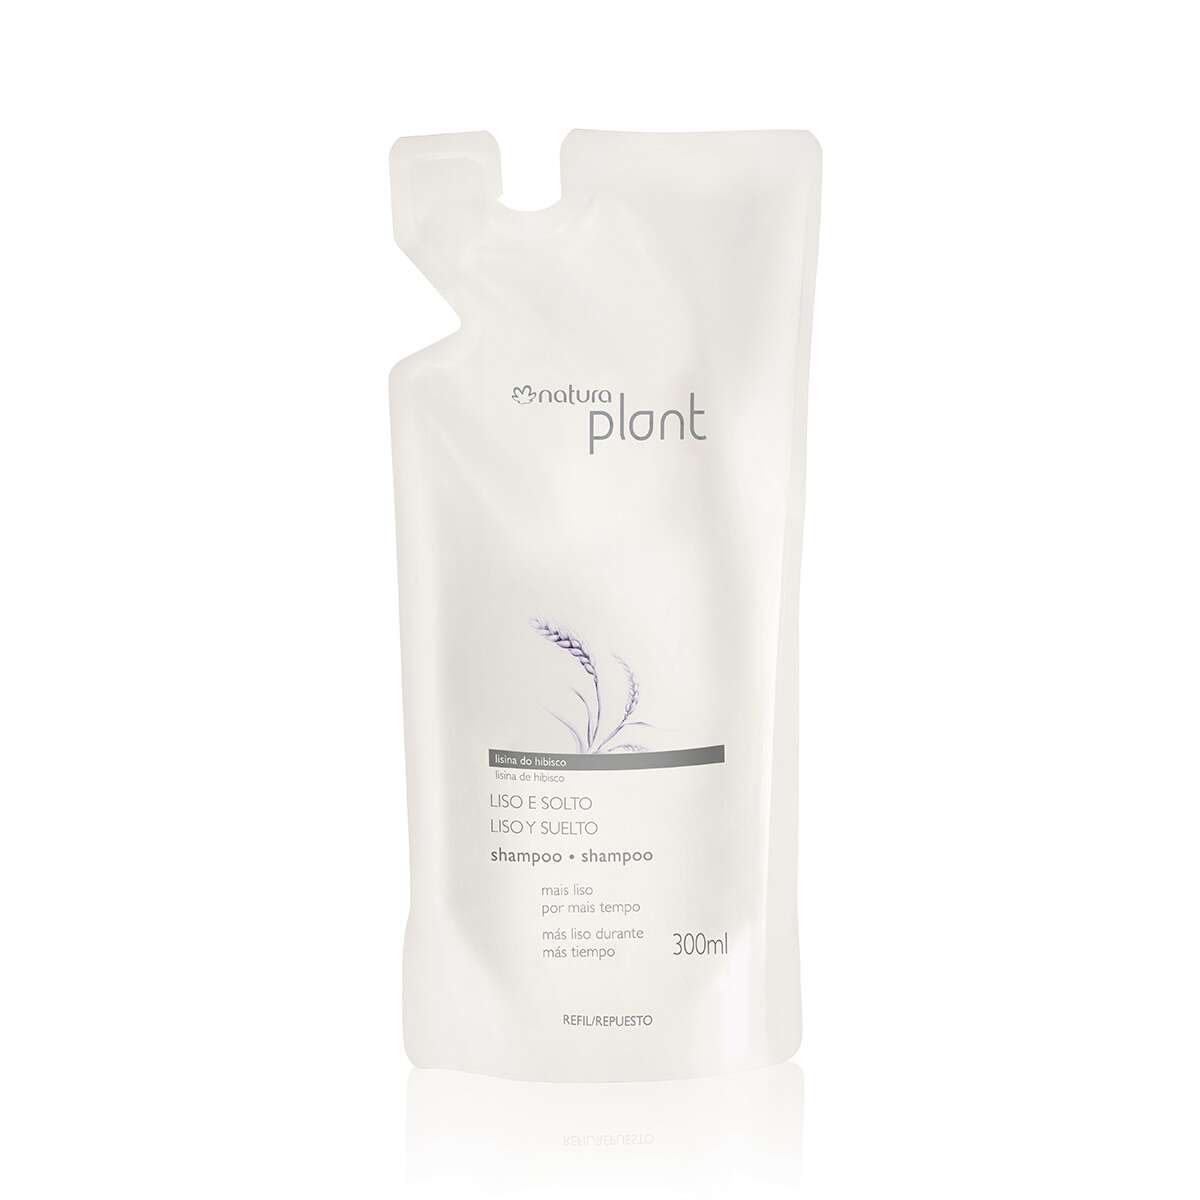 natura
plant
lisina do hibisco
lisina de hibisco
LISO E SOLTO
LISO Y SUELTO
shampoo • shampoo
mais liso
por mais tempo
más liso durante
más tiempo
300ml
REFIL/REPUESTO